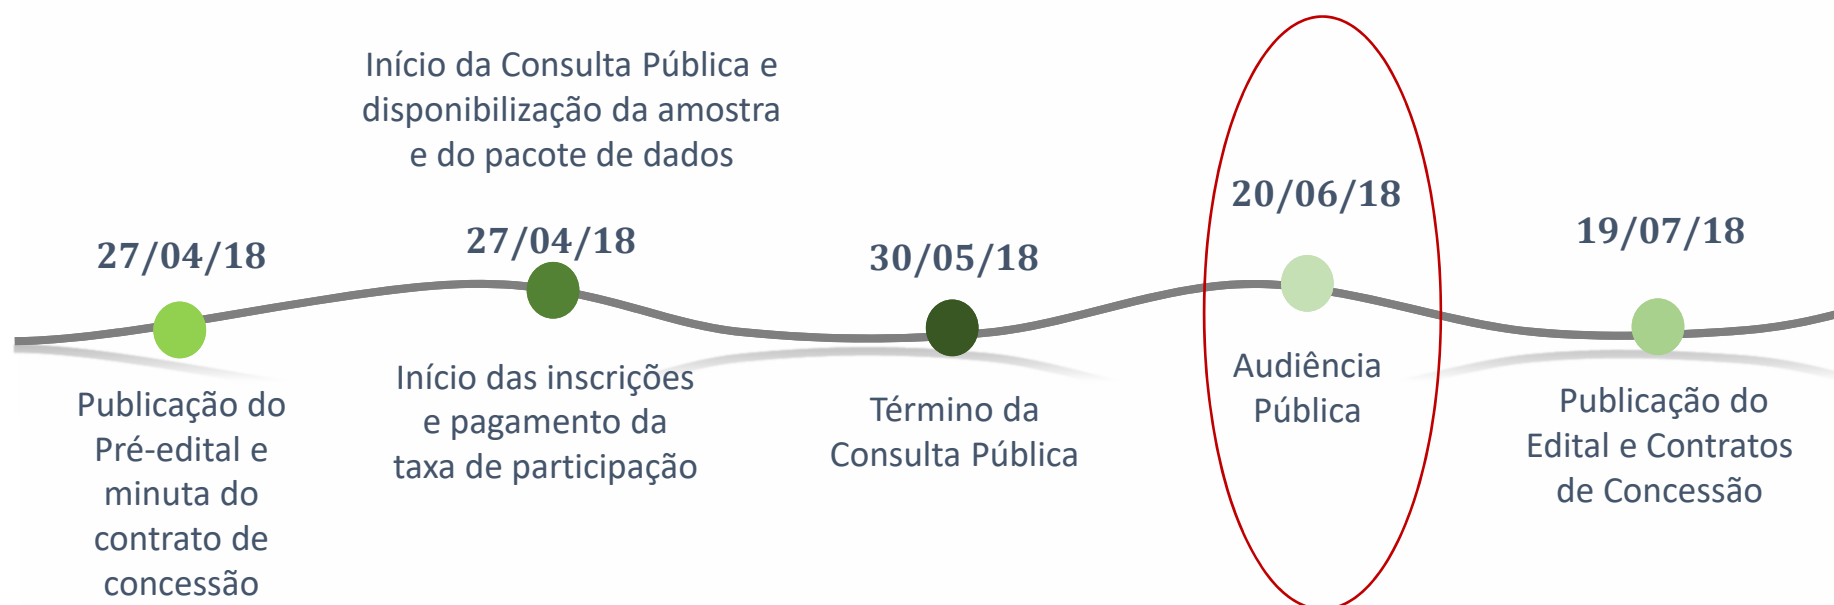 27/04/18
Publicação do
Pré-edital e
minuta do
contrato de
concessão
Início da Consulta Pública e
disponibilização da amostra
e do pacote de dados
27/04/18
Início das inscrições
e pagamento da
taxa de participação
30/05/18
Término da
Consulta Pública
20/06/18
Audiência
Pública
19/07/18
Publicação do
Edital e Contratos
de Concessão